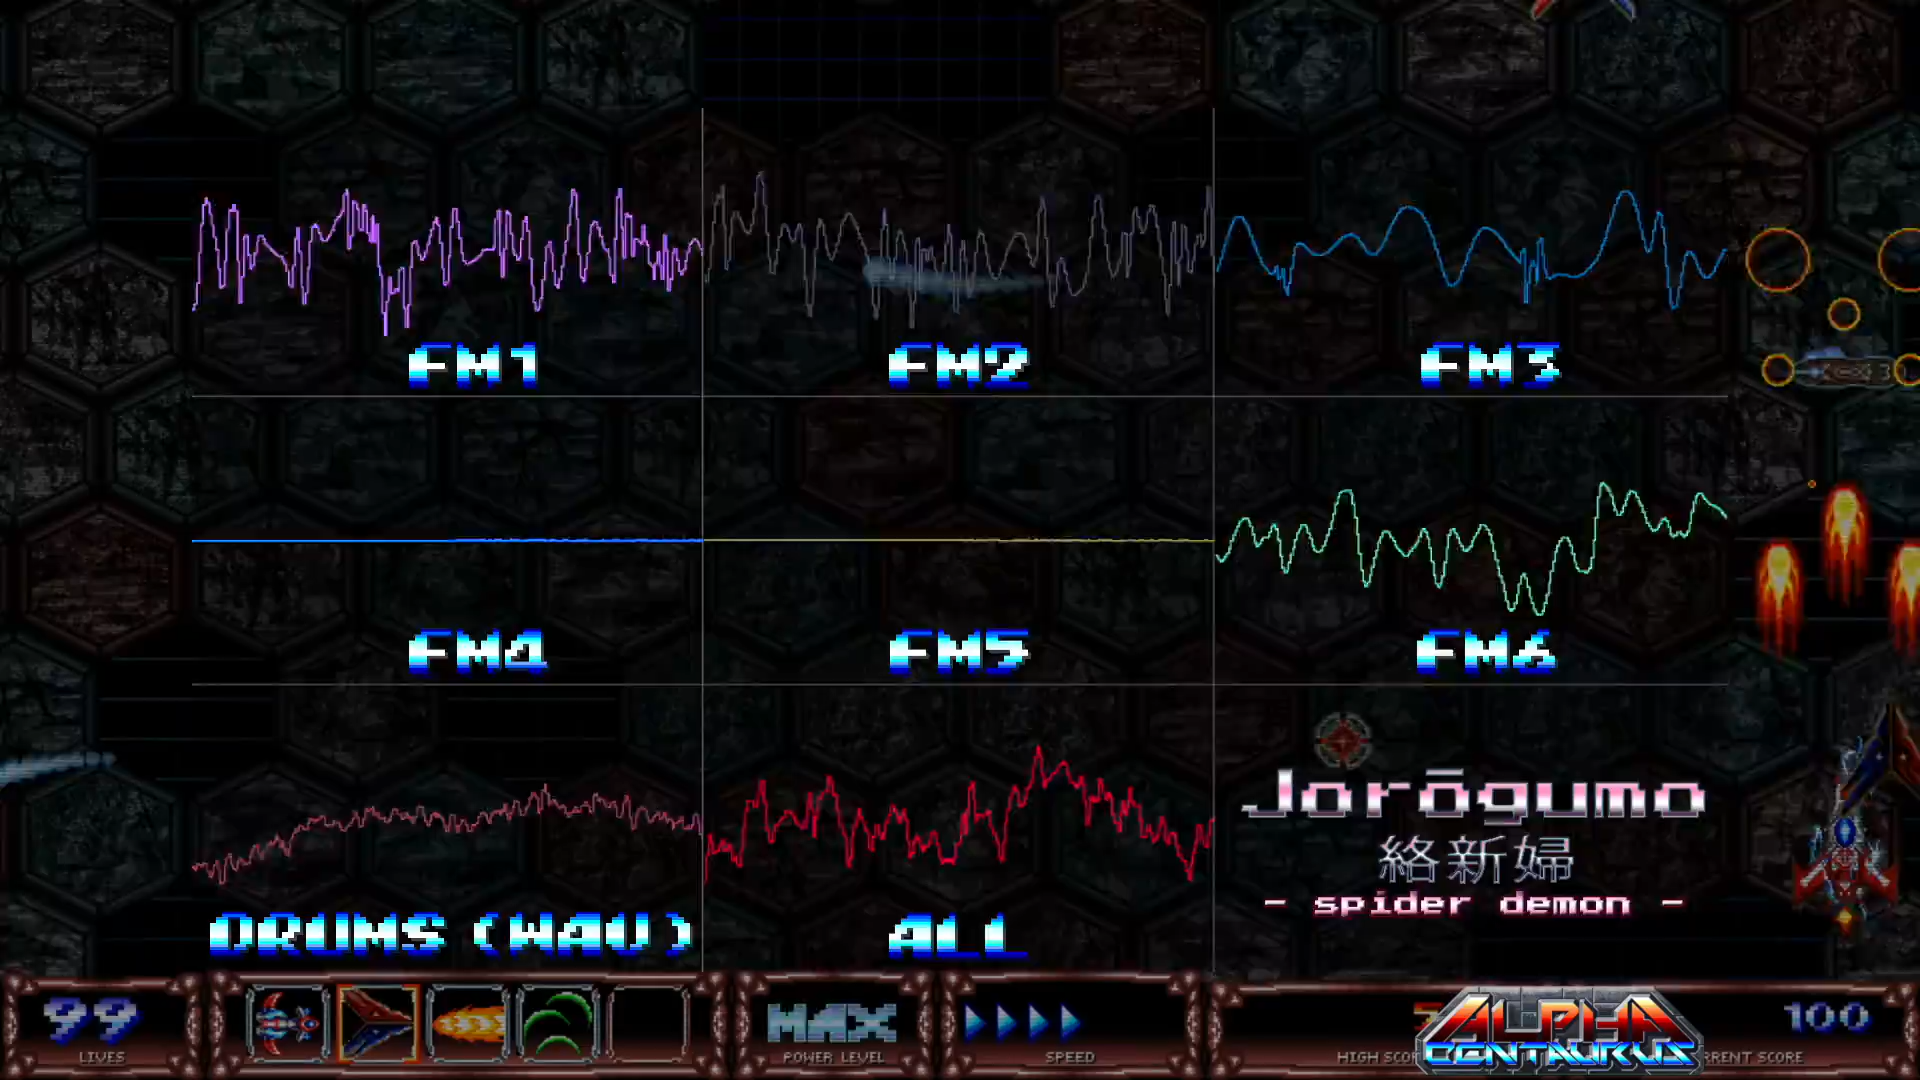 FM1
FM2
FM3
FM4
FM5
FM6
DRUMS (WAV)
ALL
Jorōgumo
絡新婦
- spider demon -
99
LIVES
MAX
POWER LEVEL
SPEED
HIGH
ALPHA
CENTAURUS
100
SCORE